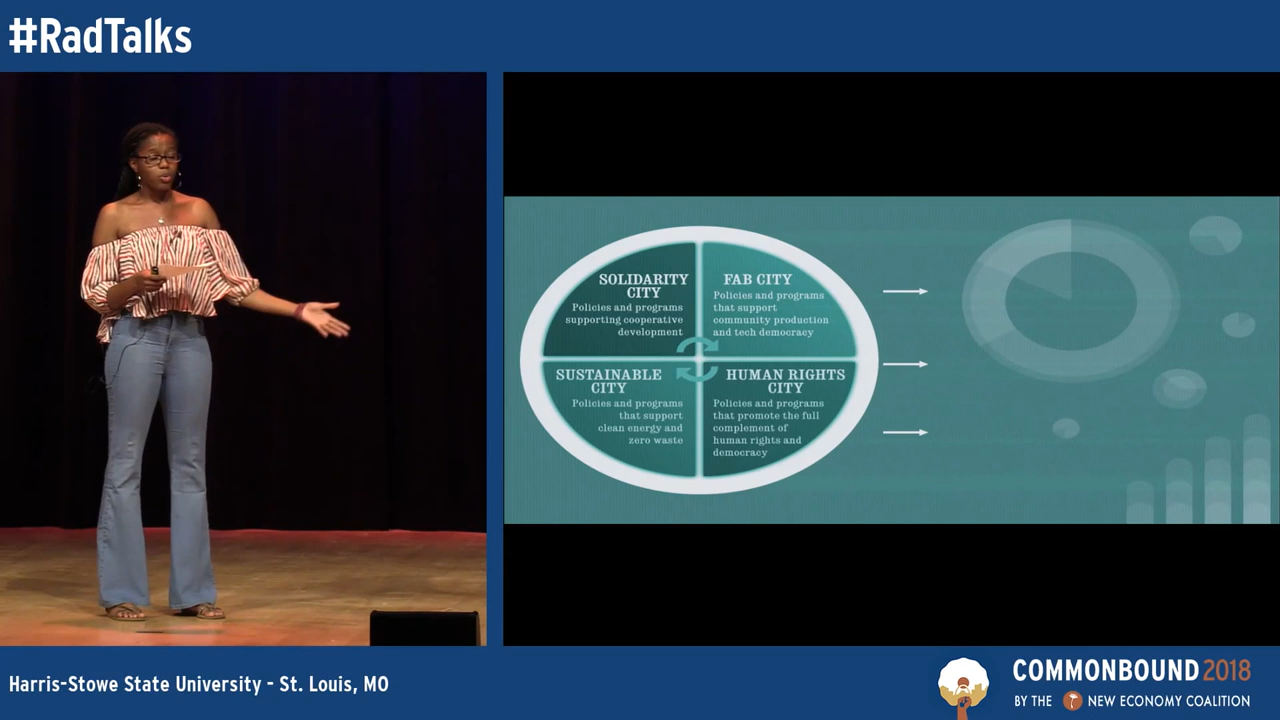 #RadTalks
SOLIDARITY
CITY
Policies and programs
supporting cooperative
development
FAB CITY
Policies and programs
that support
community production
and tech democracy
SUSTAINABLE
CITY
Policies and programs
that support
clean energy and
zero waste
HUMAN RIGHTS
CITY
Policies and programs
that promote the full
complement of
human rights and
democracy
Harris-Stowe State University - St. Louis, MO
COMMONBOUND 2018
BY THE NEW ECONOMY COALITION